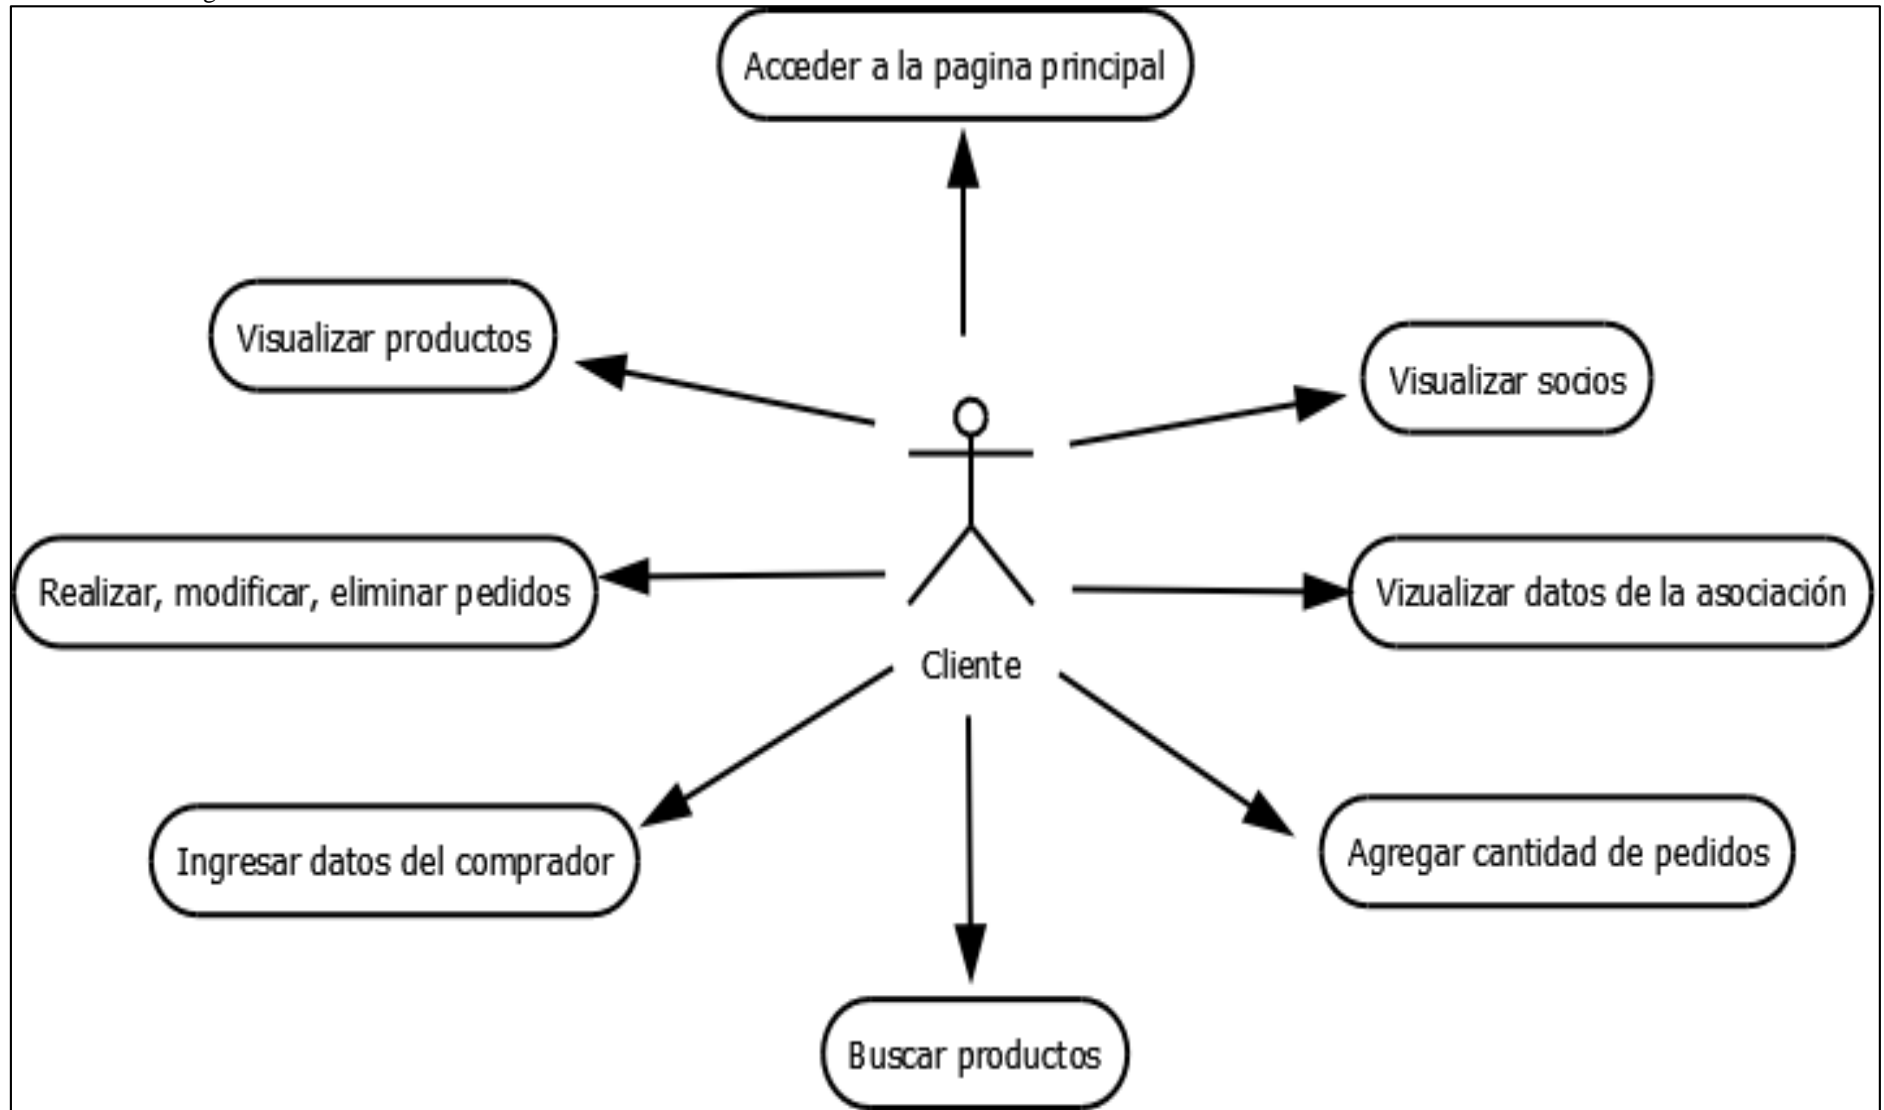 Acceder a la pagina principal
Visualizar productos
Visualizar socios
Realizar, modificar, eliminar pedidos
Vizualizar datos de la asociación
Cliente
Ingresar datos del comprador
Agregar cantidad de pedidos
Buscar productos